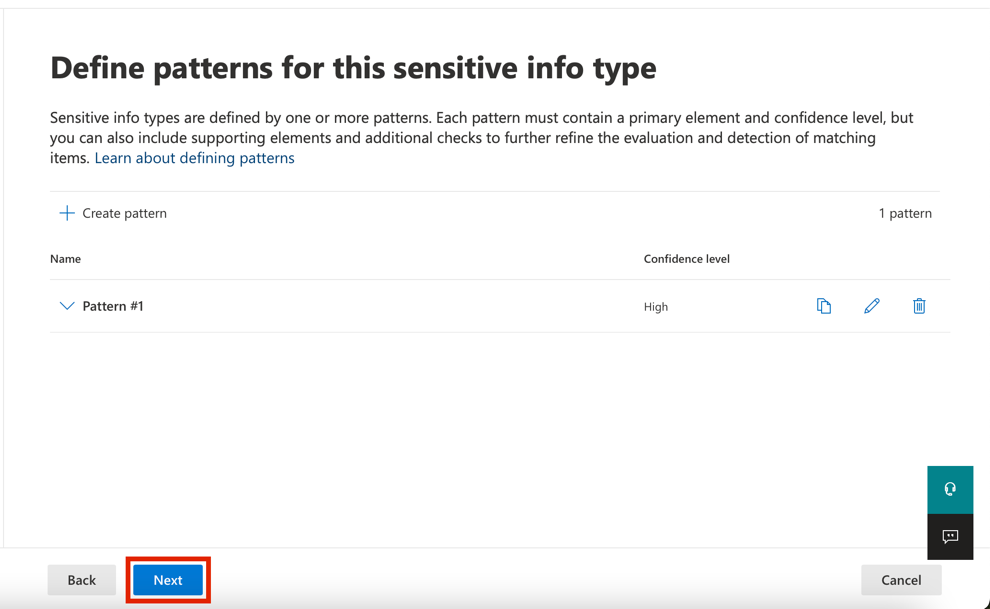 Define patterns for this sensitive info type
Sensitive info types are defined by one or more patterns. Each pattern must contain a primary element and confidence level, but
you can also include supporting elements and additional checks to further refine the evaluation and detection of matching
items. Learn about defining patterns
Create pattern
1 pattern
Name
Confidence level
Pattern #1
High
Back
Next
Cancel